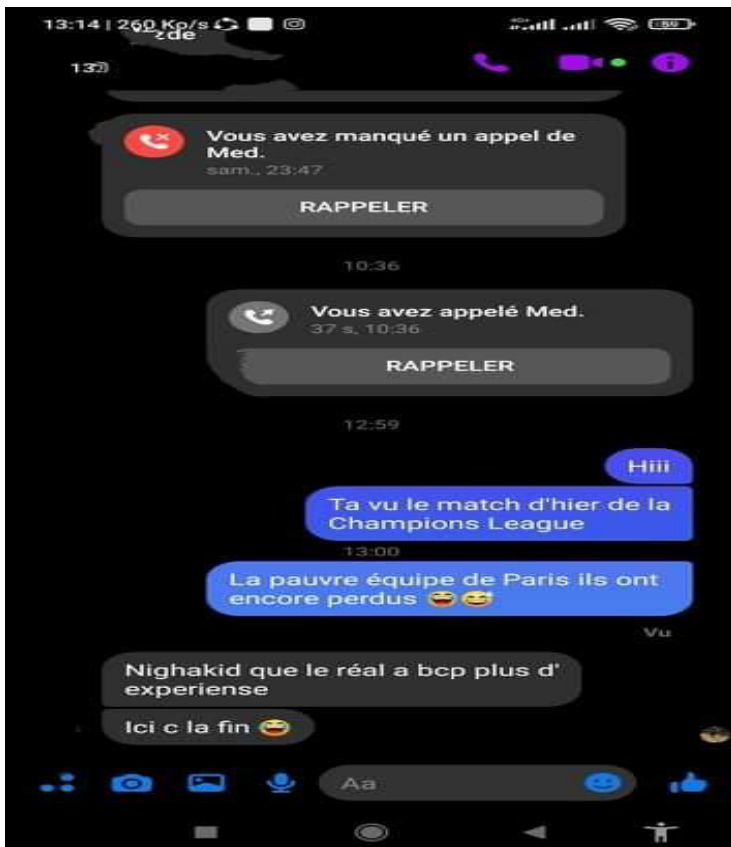 13:14 | 260 Ko/s
zde
13
Vous avez manqué un appel de
Med.
sam., 23:47
RAPPELER
10:36
Vous avez appelé Med.
37 s, 10:36
RAPPELER
12:59
Hiii
Ta vu le match d'hier de la
Champions League
13:00
La pauvre équipe de Paris ils ont
encore perdus 😂😅
Vu
Nighakid que le réal a bcp plus d'
experiense
Ici c la fin 😂
Aa